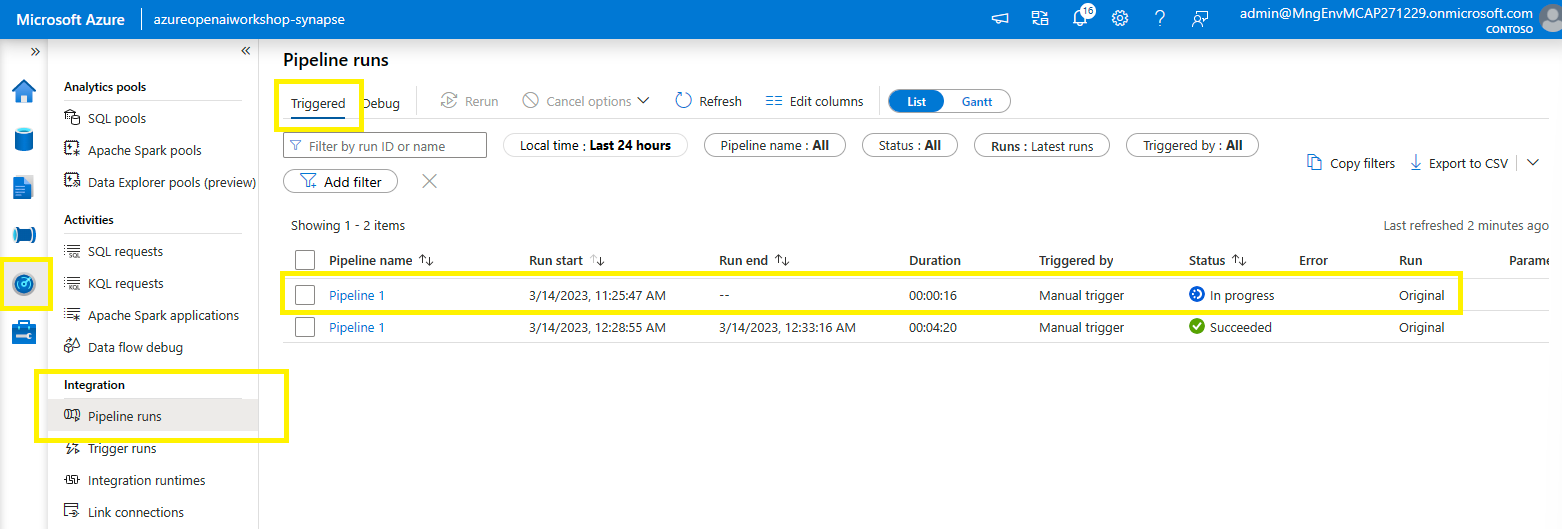 Microsoft Azure azureopenaiworkshop-synapse 16 admin@MngEnvMCAP271229.onmicrosoft.com
CONTOSO
Analytics pools
SQL pools
Apache Spark pools
Data Explorer pools (preview)
Activities
SQL requests
KQL requests
Apache Spark applications
Data flow debug
Integration
Pipeline runs
Trigger runs
Integration runtimes
Link connections
Pipeline runs
Triggered Debug Rerun Cancel options Refresh Edit columns List Gantt
Filter by run ID or name Local time : Last 24 hours Pipeline name : All Status : All Runs : Latest runs Triggered by : All
Add filter Copy filters Export to CSV
Showing 1 - 2 items Last refreshed 2 minutes ago
Pipeline name Run start Run end Duration Triggered by Status Error Run Parame
Pipeline 1 3/14/2023, 11:25:47 AM -- 00:00:16 Manual trigger In progress Original
Pipeline 1 3/14/2023, 12:28:55 AM 3/14/2023, 12:33:16 AM 00:04:20 Manual trigger Succeeded Original